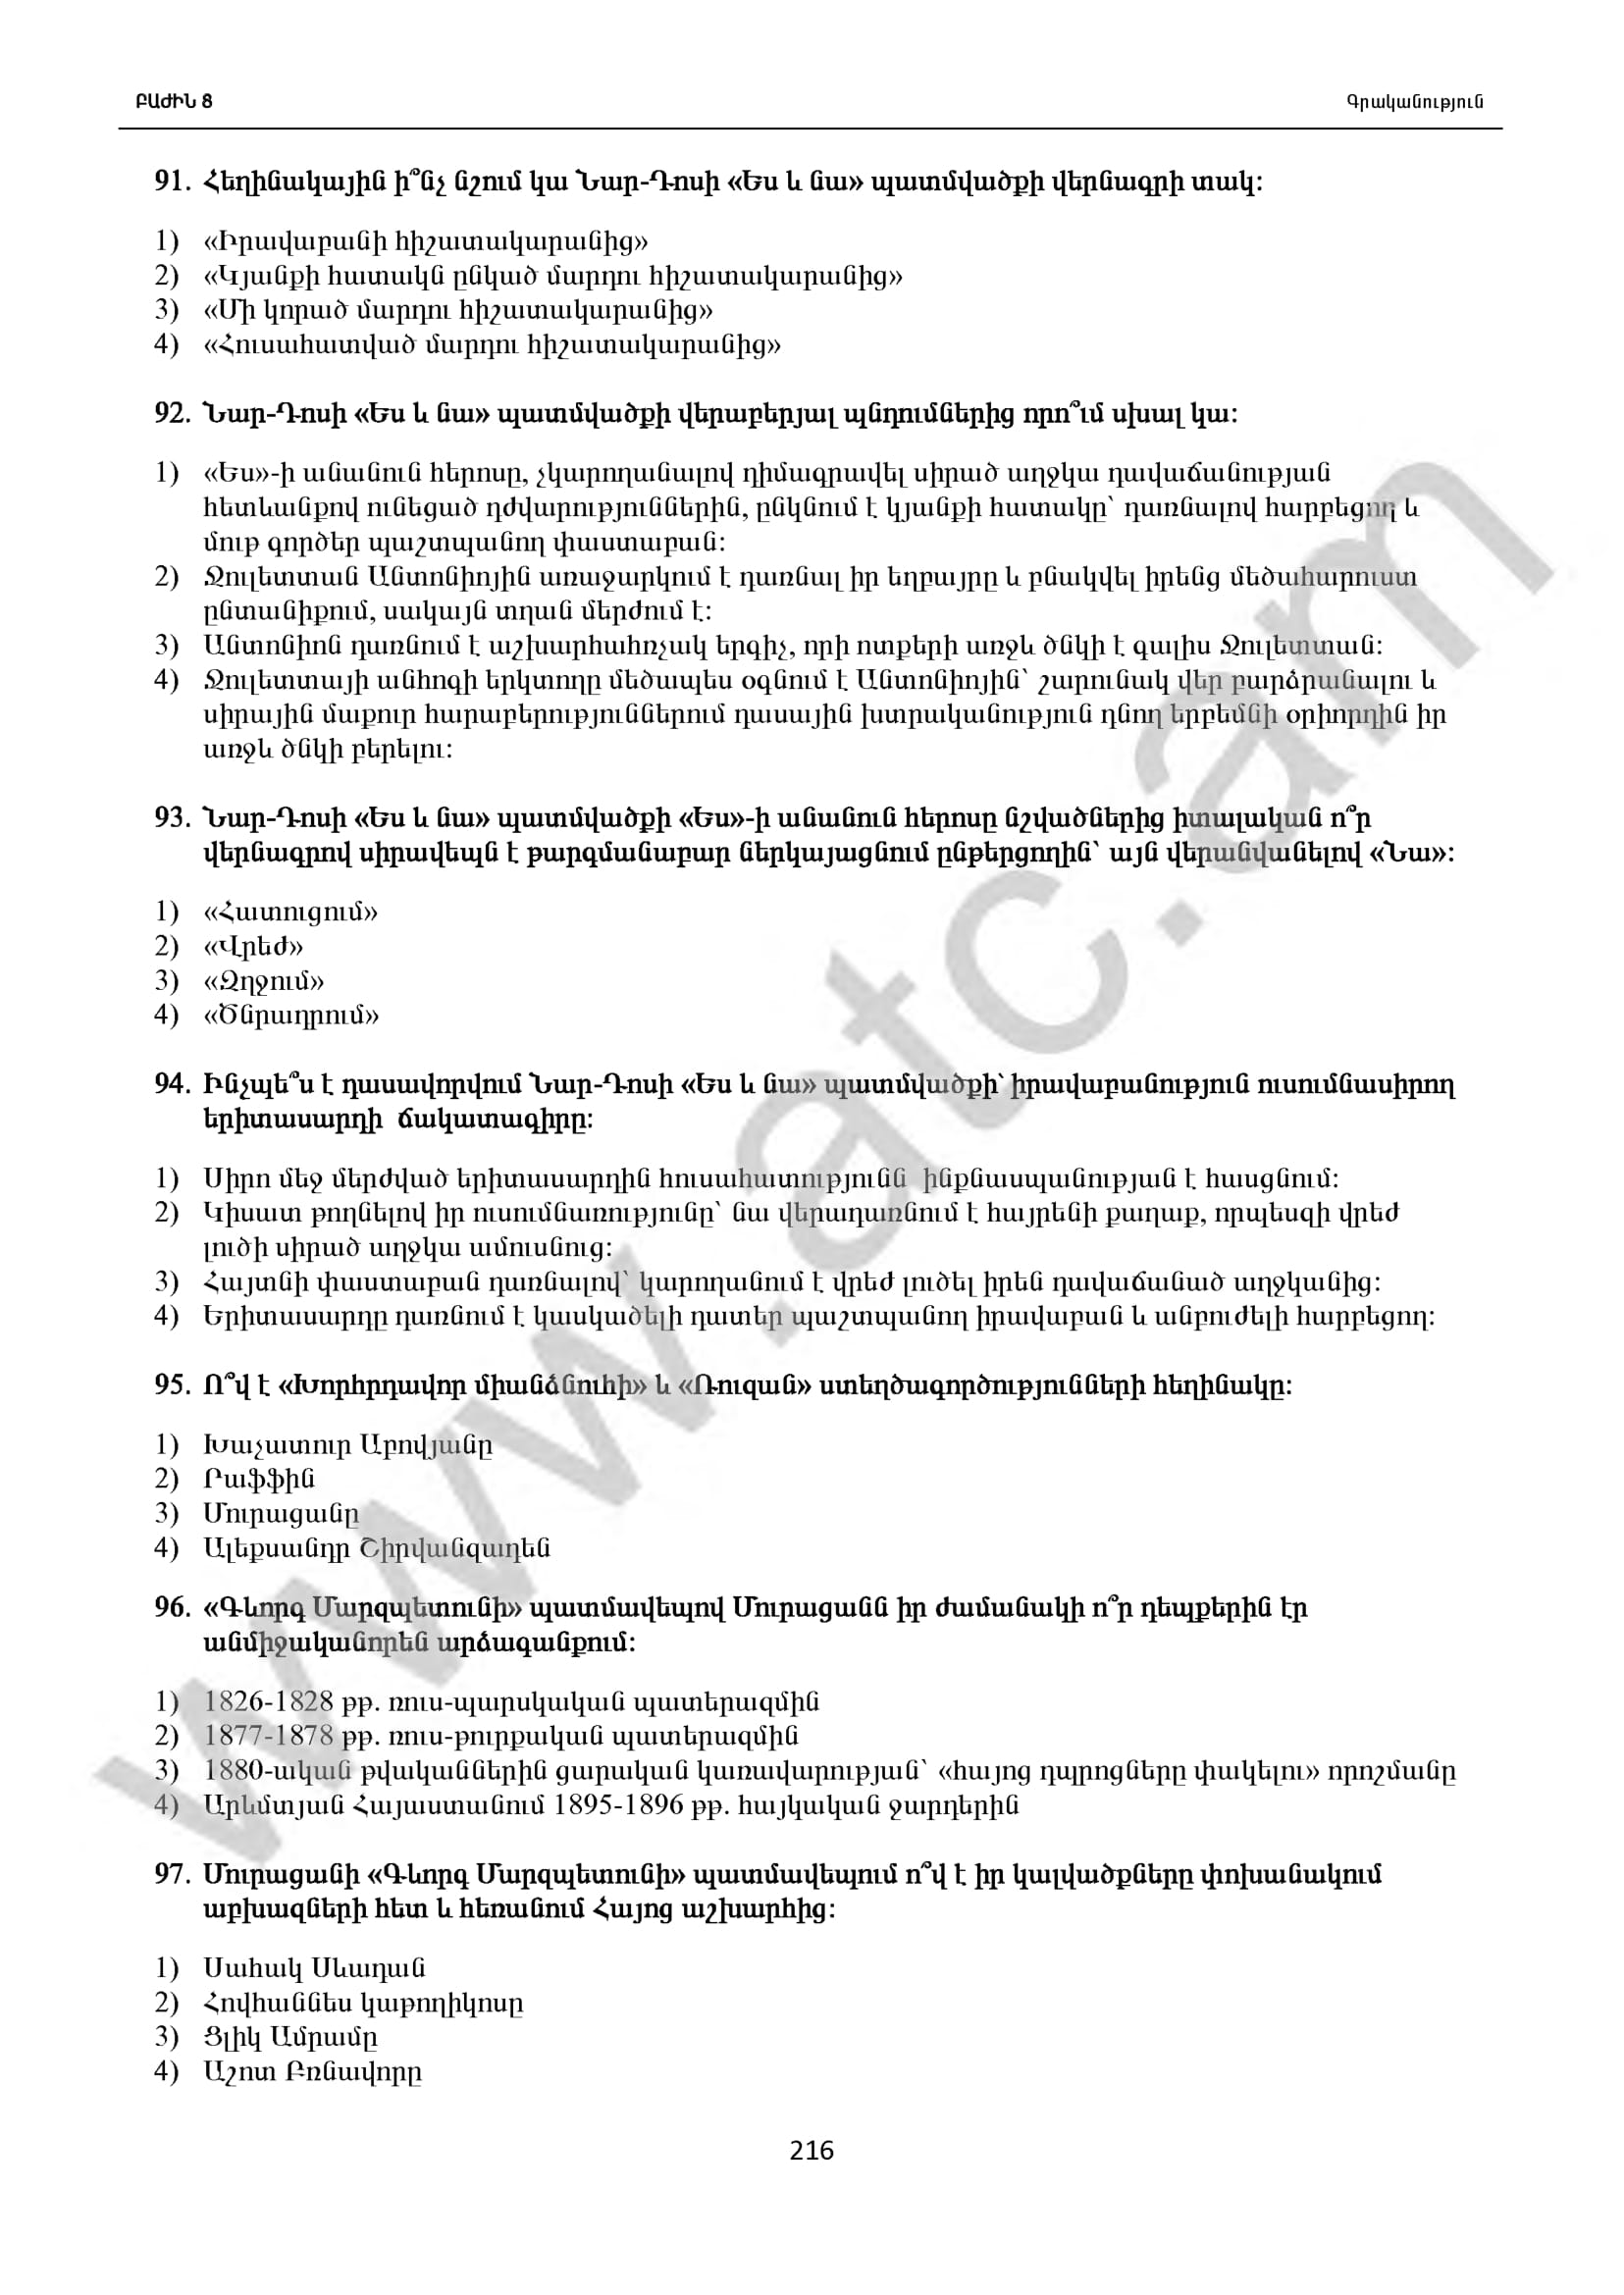 ԲԱԺԻՆ 8
Գրականություն
91. Հեղինակային ի՞նչ նշում կա Նար-Դոսի «Ես և նա» պատմվածքի վերնագրի տակ:
1) «Իրավաբանի հիշատակարանից»
2) «Կյանքի հատակն ընկած մարդու հիշատակարանից»
3) «Մի կորած մարդու հիշատակարանից»
4) «Հուսահատված մարդու հիշատակարանից»
92. Նար-Դոսի «Ես և նա» պատմվածքի վերաբերյալ պնդումներից որո՞ւմ սխալ կա:
1) «Ես»-ի անանուն հերոսը, չկարողանալով դիմագրավել սիրած աղջկա դավաճանության
հետևանքով ունեցած դժվարություններին, ընկնում է կյանքի հատակը՝ դառնալով հարբեցող և
մութ գործեր պաշտպանող փաստաբան:
2) Ջուլետտան Անտոնիոյին առաջարկում է դառնալ իր եղբայրը և բնակվել իրենց մեծահարուստ
ընտանիքում, սակայն տղան մերժում է:
3) Անտոնիոն դառնում է աշխարհահռչակ երգիչ, որի ոտքերի առջև ծնկի է գալիս Ջուլետտան:
4) Ջուլետտայի անհոգի երկտողը մեծապես օգնում է Անտոնիոյին՝ շարունակ վեր բարձրանալու և
սիրային մաքուր հարաբերություններում դասային խտրականություն դնող երբեմնի օրիորդին իր
առջև ծնկի բերելու:
93. Նար-Դոսի «Ես և նա» պատմվածքի «Ես»-ի անանուն հերոսը նշվածներից իտալական ո՞ր
վերնագրով սիրավեպն է թարգմանաբար ներկայացնում ընթերցողին՝ այն վերանվանելով «Նա»:
1) «Հատուցում»
2) «Վրեժ»
3) «Զղջում»
4) «Ծնրադրում»
94. Ինչպե՞ս է դասավորվում Նար-Դոսի «Ես և նա» պատմվածքի՝ իրավաբանություն ուսումնասիրող
երիտասարդի ճակատագիրը:
1) Սիրո մեջ մերժված երիտասարդին հուսահատությունն ինքնասպանության է հասցնում:
2) Կիսատ թողնելով իր ուսումնառությունը՝ նա վերադառնում է հայրենի քաղաք, որպեսզի վրեժ
լուծի սիրած աղջկա ամուսնուց:
3) Հայտնի փաստաբան դառնալով՝ կարողանում է վրեժ լուծել իրեն դավաճանած աղջկանից:
4) Երիտասարդը դառնում է կասկածելի դատեր պաշտպանող իրավաբան և անբուժելի հարբեցող:
95. Ո՞վ է «Խորհրդավոր միանձնուհի» և «Ռուզան» ստեղծագործությունների հեղինակը:
1) Խաչատուր Աբովյանը
2) Րաֆֆին
3) Մուրացանը
4) Ալեքսանդր Շիրվանզադեն
96. «Գևորգ Մարզպետունի» պատմավեպով Մուրացանն իր ժամանակի ո՞ր դեպքերին էր
անմիջականորեն արձագանքում:
1) 1826-1828 թթ. ռուս-պարսկական պատերազմին
2) 1877-1878 թթ. ռուս-թուրքական պատերազմին
3) 1880-ական թվականներին ցարական կառավարության՝ «հայոց դպրոցները փակելու» որոշմանը
4) Արևմտյան Հայաստանում 1895-1896 թթ. հայկական ջարդերին
97. Մուրացանի «Գևորգ Մարզպետունի» պատմավեպում ո՞վ է իր կալվածքները փոխանակում
աբխազների հետ և հեռանում Հայոց աշխարհից:
1) Սահակ Սևադան
2) Հովհաննես կաթողիկոսը
3) Ցլիկ Ամրամը
4) Աշոտ Բռնավորը
216
www.atc.am